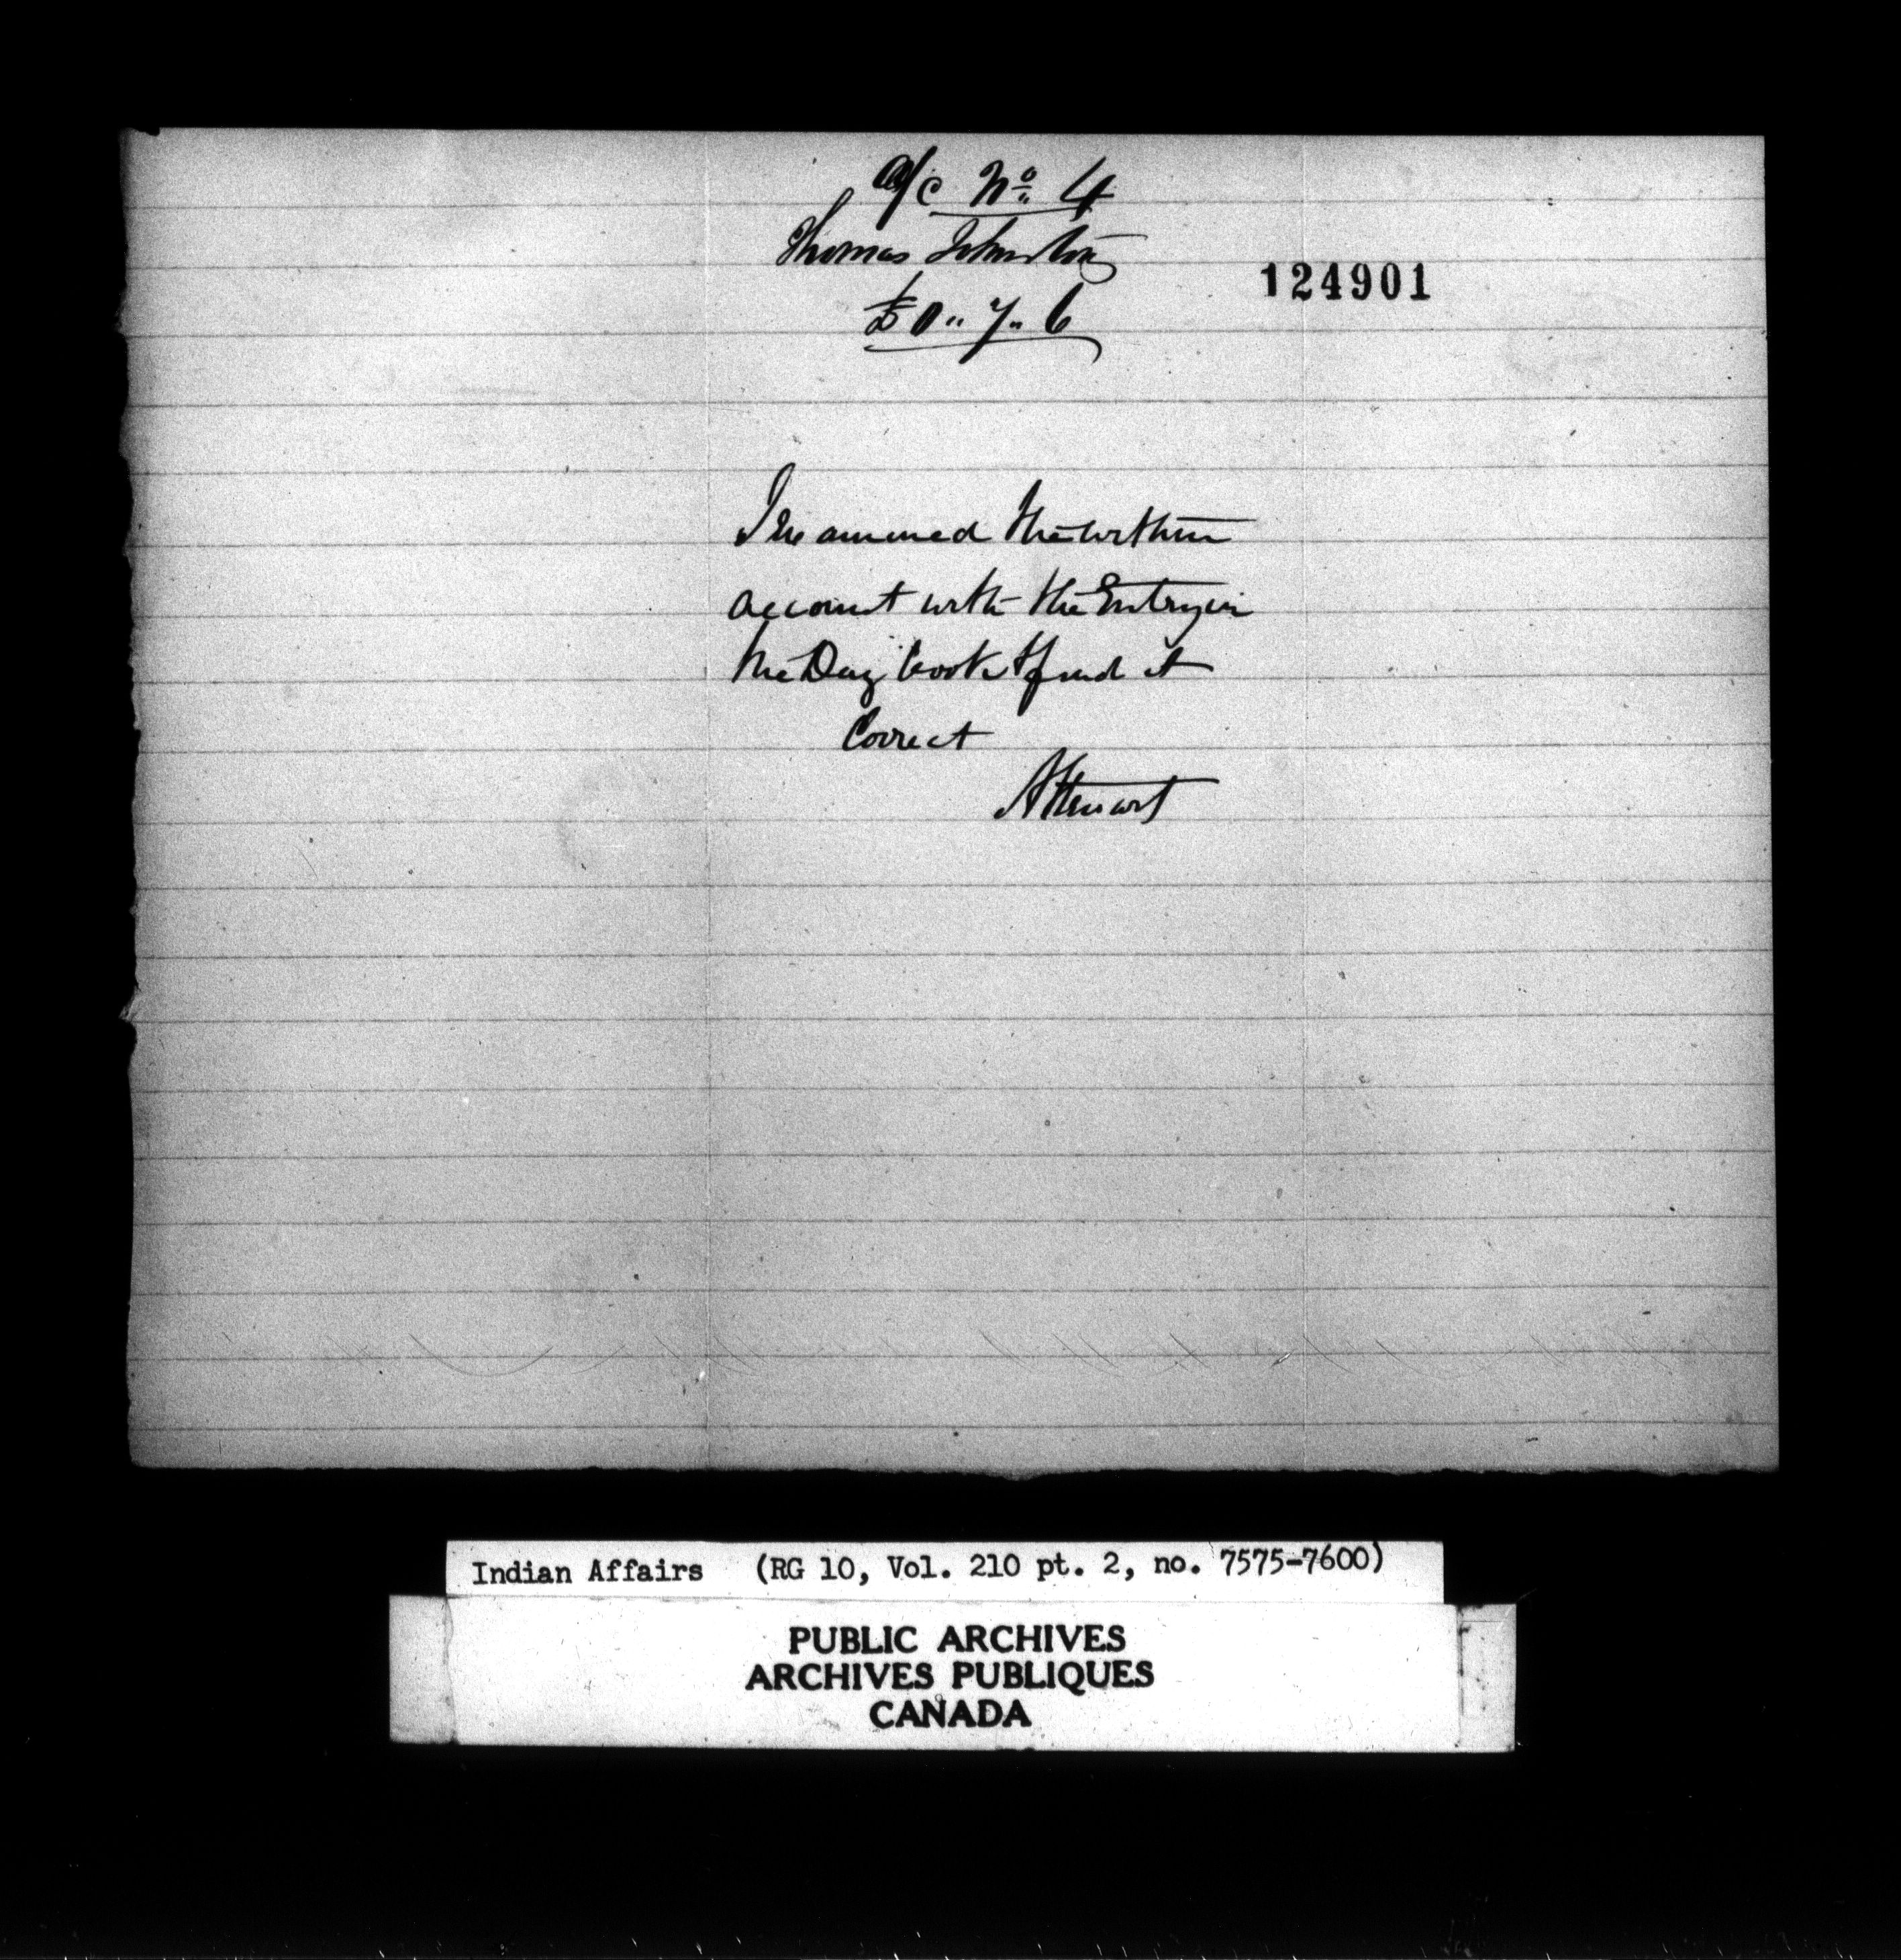 a/c No. 4
Thomas Johnston
124901
£0 ,, 7 ,, 6
I examined the within
account with the Entry in
the Day book & find it
Correct
A Stewart
Indian Affairs (RG 10, Vol. 210 pt. 2, no. 7575-7600)
PUBLIC ARCHIVES
ARCHIVES PUBLIQUES
CANADA